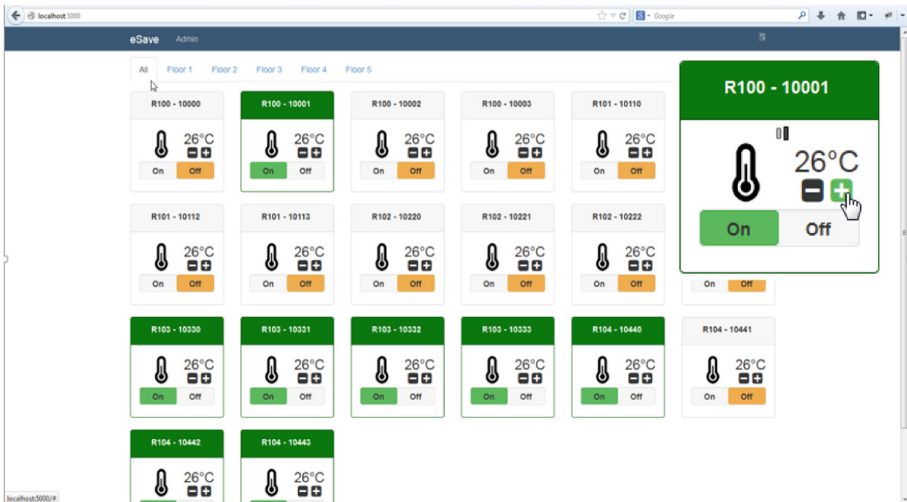 localhost:5000
Google
eSave Admin
All Floor 1 Floor 2 Floor 3 Floor 4 Floor 5
R100 - 10000 R100 - 10001 R100 - 10002 R100 - 10003 R101 - 10110
26°C 26°C 26°C 26°C 26°C
On Off On Off On Off On Off On Off
R100 - 10001
26°C
On Off
R101 - 10112 R101 - 10113 R102 - 10220 R102 - 10221 R102 - 10222
26°C 26°C 26°C 26°C 26°C
On Off On Off On Off On Off On Off On Off
R103 - 10330 R103 - 10331 R103 - 10332 R103 - 10333 R104 - 10440 R104 - 10441
26°C 26°C 26°C 26°C 26°C 26°C
On Off On Off On Off On Off On Off On Off
R104 - 10442 R104 - 10443
26°C 26°C
localhost:5000/#